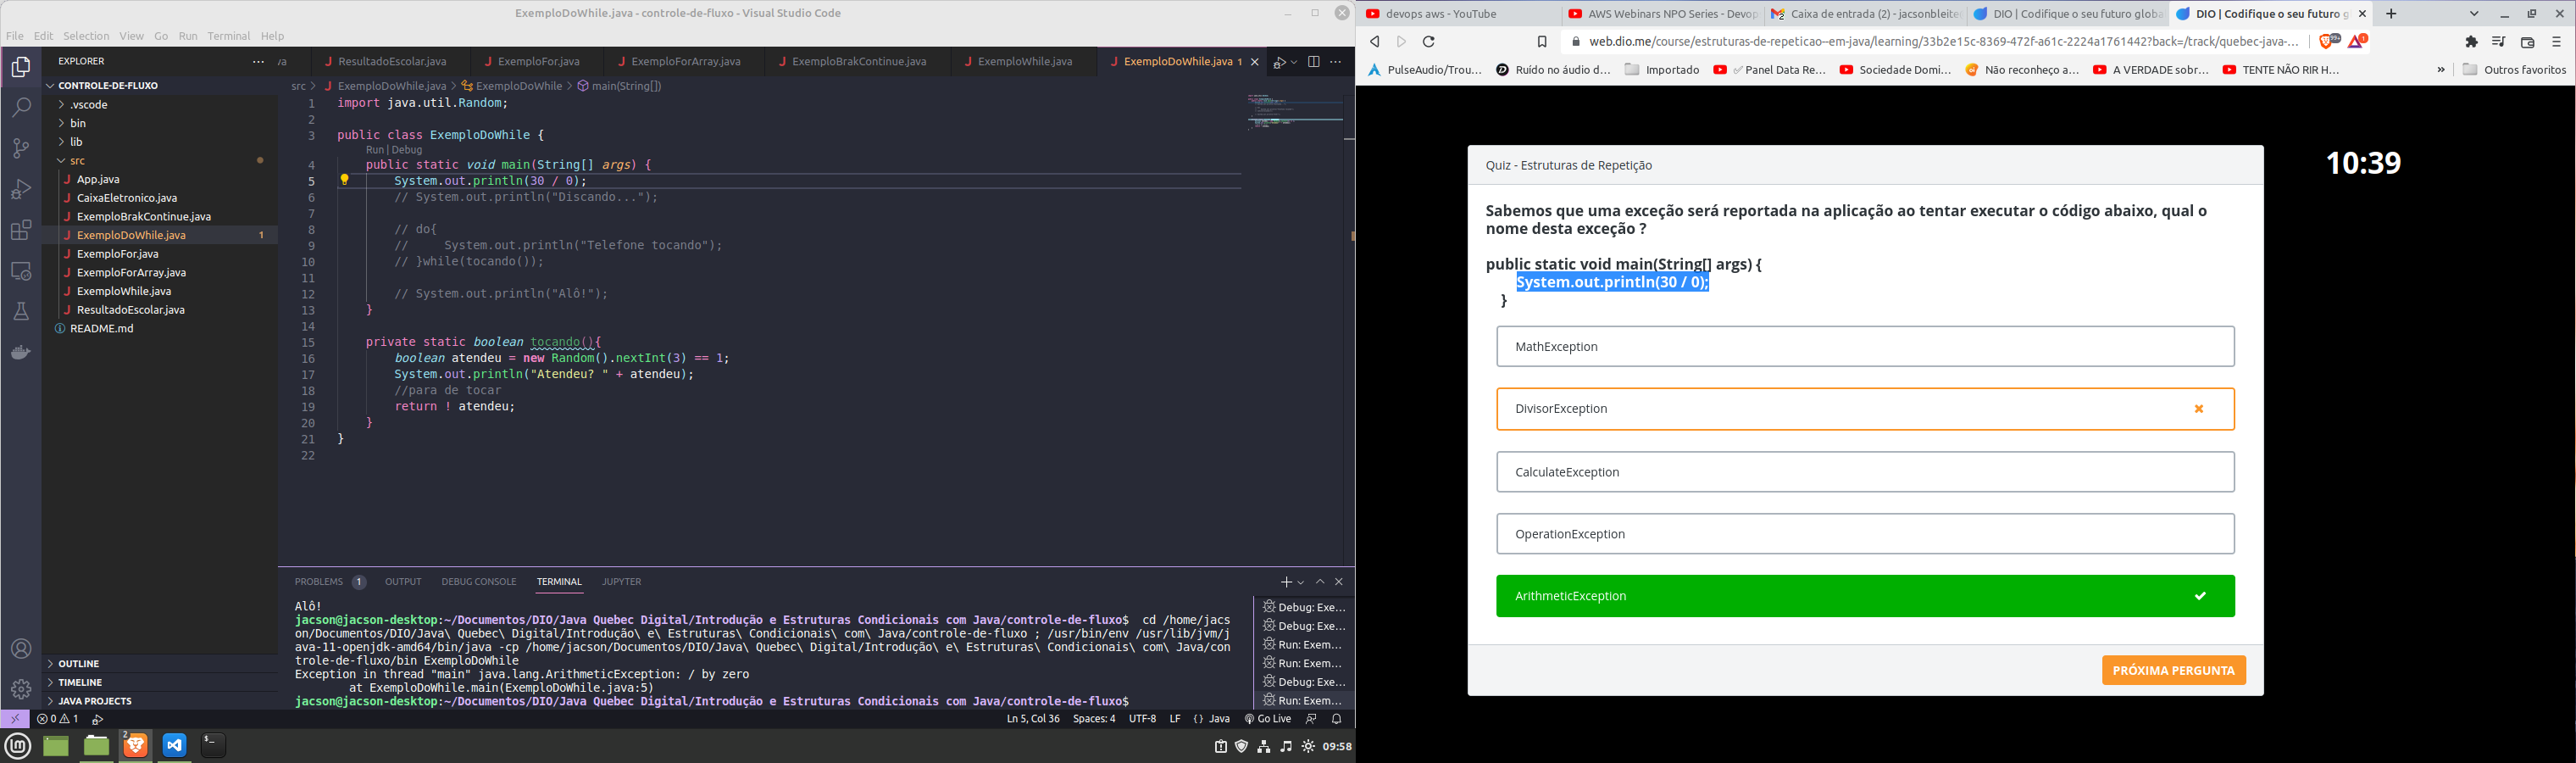 ExemploDoWhile.java - controle-de-fluxo - Visual Studio Code
File Edit Selection View Go Run Terminal Help
EXPLORER
CONTROLE-DE-FLUXO
.vscode
bin
lib
src
App.java
CaixaEletronico.java
ExemploBrakContinue.java
ExemploDoWhile.java 1
ExemploFor.java
ExemploForArray.java
ExemploWhile.java
ResultadoEscolar.java
README.md
OUTLINE
TIMELINE
JAVA PROJECTS
va ResultadoEscolar.java ExemploFor.java ExemploForArray.java ExemploBrakContinue.java ExemploWhile.java ExemploDoWhile.java 1
src > ExemploDoWhile.java > ExemploDoWhile > main(String[])
1 import java.util.Random;
2
3 public class ExemploDoWhile {
Run | Debug
4 public static void main(String[] args) {
5 System.out.println(30 / 0);
6 // System.out.println("Discando...");
7
8 // do{
9 // System.out.println("Telefone tocando");
10 // }while(tocando());
11
12 // System.out.println("Alô!");
13 }
14
15 private static boolean tocando(){
16 boolean atendeu = new Random().nextInt(3) == 1;
17 System.out.println("Atendeu? " + atendeu);
18 //para de tocar
19 return ! atendeu;
20 }
21 }
22
PROBLEMS 1 OUTPUT DEBUG CONSOLE TERMINAL JUPYTER
Alô!
jacson@jacson-desktop:~/Documentos/DIO/Java Quebec Digital/Introdução e Estruturas Condicionais com Java/controle-de-fluxo$ cd /home/jacs
on/Documentos/DIO/Java\ Quebec\ Digital/Introdução\ e\ Estruturas\ Condicionais\ com\ Java/controle-de-fluxo ; /usr/bin/env /usr/lib/jvm/j
ava-11-openjdk-amd64/bin/java -cp /home/jacson/Documentos/DIO/Java\ Quebec\ Digital/Introdução\ e\ Estruturas\ Condicionais\ com\ Java/con
trole-de-fluxo/bin ExemploDoWhile
Exception in thread "main" java.lang.ArithmeticException: / by zero
at ExemploDoWhile.main(ExemploDoWhile.java:5)
jacson@jacson-desktop:~/Documentos/DIO/Java Quebec Digital/Introdução e Estruturas Condicionais com Java/controle-de-fluxo$
Debug: Exe...
Debug: Exe...
Run: Exem...
Run: Exem...
Debug: Exe...
Run: Exem...
0 1
Ln 5, Col 36 Spaces: 4 UTF-8 LF {} Java Go Live
2
09:58
devops aws - YouTube AWS Webinars NPO Series - Devop Caixa de entrada (2) - jacsonbleite DIO | Codifique o seu futuro globa DIO | Codifique o seu futuro g
web.dio.me/course/estruturas-de-repeticao--em-java/learning/33b2e15c-8369-472f-a61c-2224a1761442?back=/track/quebec-java-... 99+ 1
PulseAudio/Trou... Ruído no áudio d... Importado ✅ Panel Data Re... Sociedade Domi... Não reconheço a... A VERDADE sobr... TENTE NÃO RIR H... » Outros favoritos
10:39
Quiz - Estruturas de Repetição
Sabemos que uma exceção será reportada na aplicação ao tentar executar o código abaixo, qual o
nome desta exceção ?
public static void main(String[] args) {
System.out.println(30 / 0);
}
MathException
DivisorException
CalculateException
OperationException
ArithmeticException
PRÓXIMA PERGUNTA